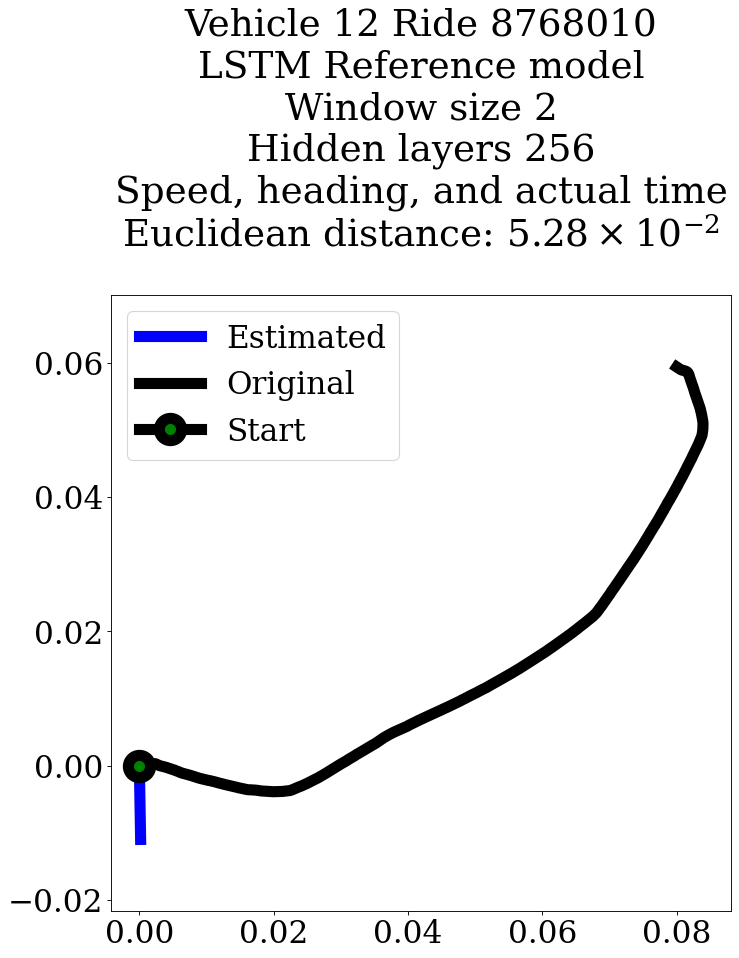 Vehicle 12 Ride 8768010
LSTM Reference model
Window size 2
Hidden layers 256
Speed, heading, and actual time
Euclidean distance: 5.28 × 10⁻²
Estimated
Original
Start
0.06
0.04
0.02
0.00
−0.02
0.00 0.02 0.04 0.06 0.08